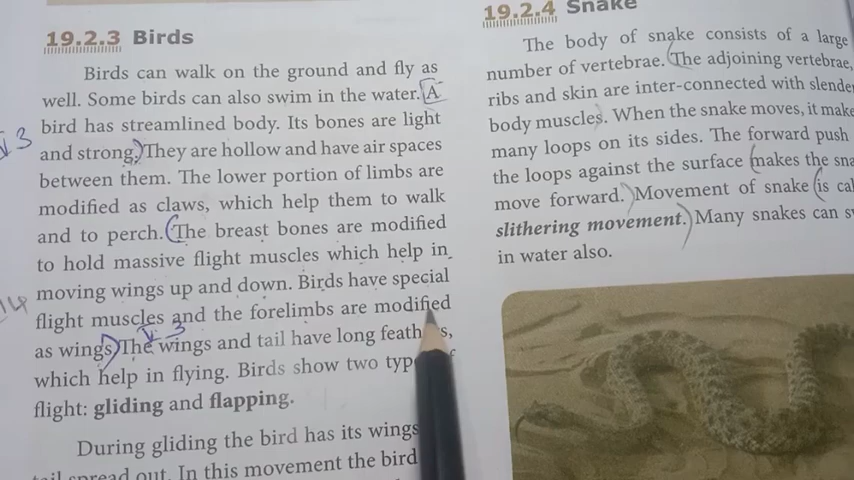 19.2.3 Birds
Birds can walk on the ground and fly as
well. Some birds can also swim in the water. A
bird has streamlined body. Its bones are light
and strong. They are hollow and have air spaces
between them. The lower portion of limbs are
modified as claws, which help them to walk
and to perch. The breast bones are modified
to hold massive flight muscles which help in
moving wings up and down. Birds have special
flight muscles and the forelimbs are modified
as wings. The wings and tail have long
which help in flying. Birds show two
flight: gliding and flapping.
During gliding the bird has its wings
tail spread out. In this movement the bird
19.2.4 Snake
The body of snake consists of a large
number of vertebrae. The adjoining vertebrae,
ribs and skin are inter-connected with slender
body muscles. When the snake moves, it
many loops on its sides. The forward push
the loops against the surface makes the
move forward. Movement of snake is
slithering movement. Many snakes can
in water also.